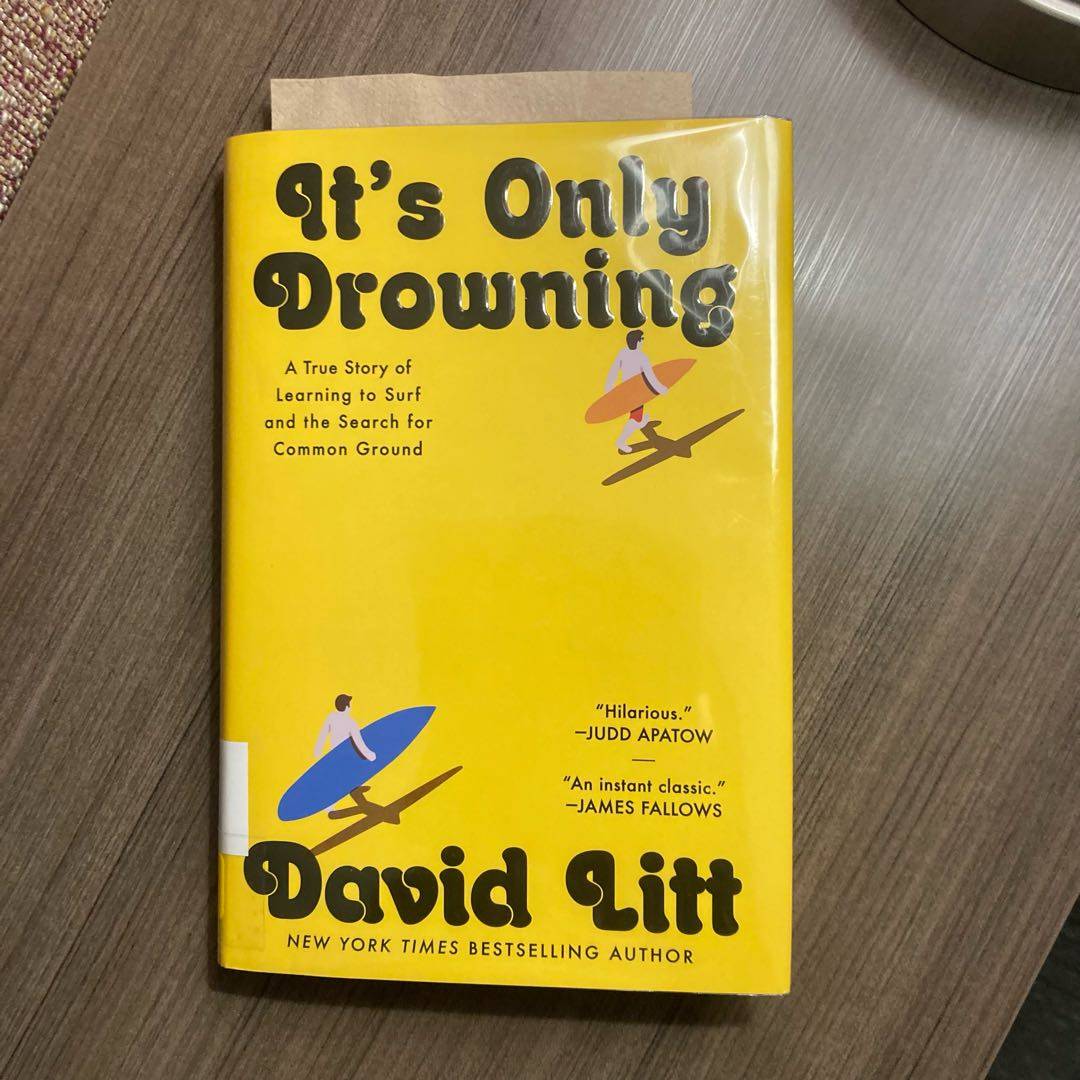 It's Only
Drowning
A True Story of
Learning to Surf
and the Search for
Common Ground
“Hilarious.”
—JUDD APATOW
“An instant classic.”
—JAMES FALLOWS
David Litt
NEW YORK TIMES BESTSELLING AUTHOR